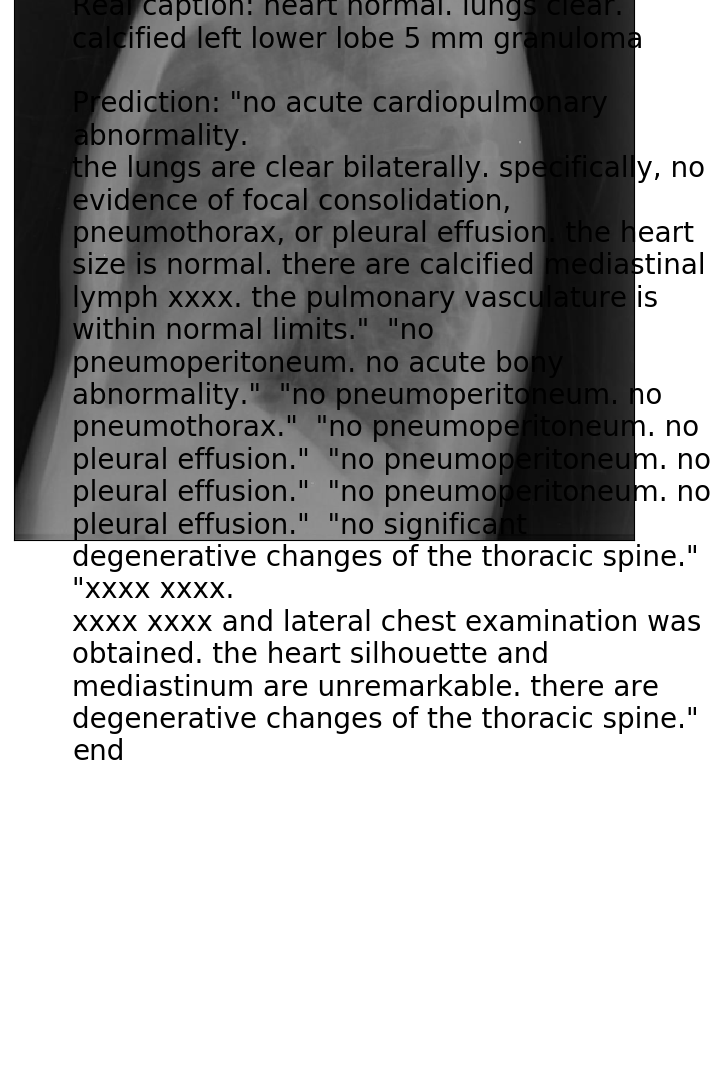 Real caption: heart normal. lungs clear.
calcified left lower lobe 5 mm granuloma
Prediction: "no acute cardiopulmonary
abnormality.
the lungs are clear bilaterally. specifically, no
evidence of focal consolidation,
pneumothorax, or pleural effusion. the heart
size is normal. there are calcified mediastinal
lymph xxxx. the pulmonary vasculature is
within normal limits."  "no
pneumoperitoneum. no acute bony
abnormality."  "no pneumoperitoneum. no
pneumothorax."  "no pneumoperitoneum. no
pleural effusion."  "no pneumoperitoneum. no
pleural effusion."  "no pneumoperitoneum. no
pleural effusion."  "no significant
degenerative changes of the thoracic spine."
"xxxx xxxx.
xxxx xxxx and lateral chest examination was
obtained. the heart silhouette and
mediastinum are unremarkable. there are
degenerative changes of the thoracic spine."
end